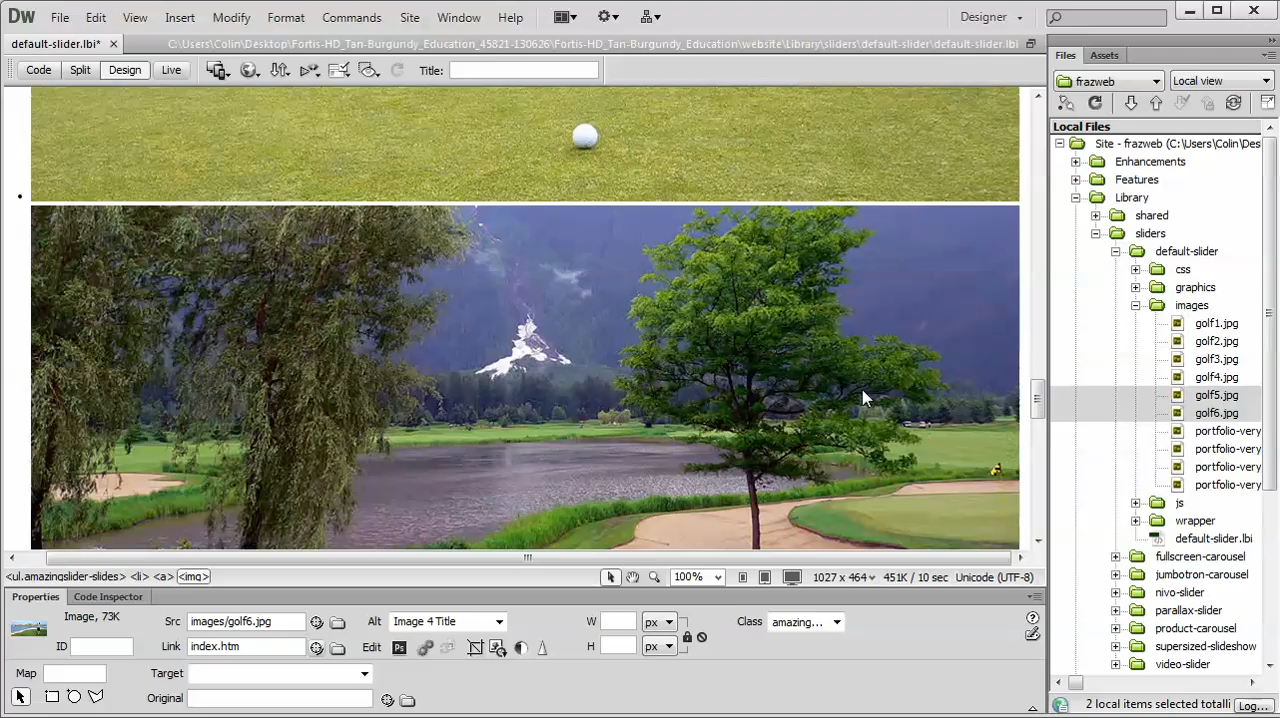 Dw File Edit View Insert Modify Format Commands Site Window Help Designer
default-slider.lbi* C:\Users\Colin\Desktop\Fortis-HD_Tan-Burgundy_Education_45821-130626\Fortis-HD_Tan-Burgundy_Education\website\Library\sliders\default-slider\default-slider.lbi
Code Split Design Live Title:
Files Assets
frazweb Local view
Local Files
Site - frazweb (C:\Users\Colin\Des
Enhancements
Features
Library
shared
sliders
default-slider
css
graphics
images
golf1.jpg
golf2.jpg
golf3.jpg
golf4.jpg
golf5.jpg
golf6.jpg
portfolio-very
portfolio-very
portfolio-very
portfolio-very
js
wrapper
default-slider.lbi
fullscreen-carousel
jumbotron-carousel
nivo-slider
parallax-slider
product-carousel
supersized-slideshow
video-slider
2 local items selected totalli Log...
<ul.amazingslider-slides> <li> <a> <img> 100% 1027 x 464 451K / 10 sec Unicode (UTF-8)
Properties Code Inspector
Image, 73K Src images/golf6.jpg Alt Image 4 Title W px Class amazing...
ID Link index.htm Edit Ps H px
Map Target
Original